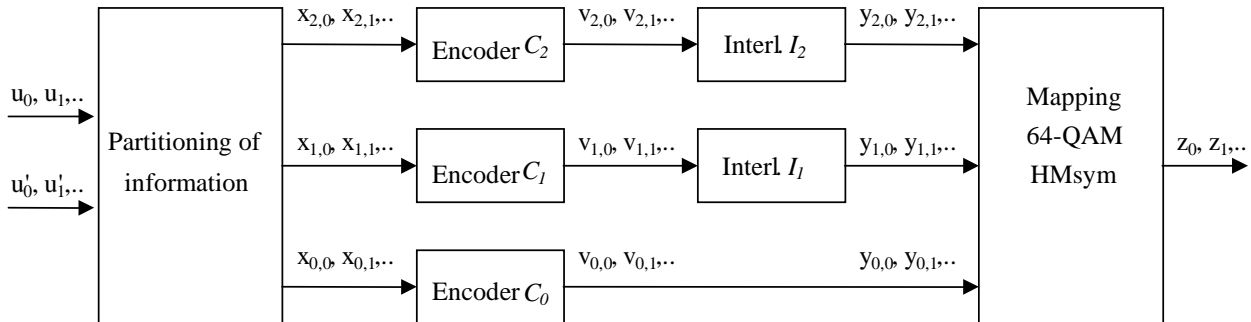 u0, u1,..
u'0, u'1,..
Partitioning of
information
x2,0, x2,1,..
Encoder C2
v2,0, v2,1,..
Interl. I2
y2,0, y2,1,..
x1,0, x1,1,..
Encoder C1
v1,0, v1,1,..
Interl. I1
y1,0, y1,1,..
x0,0, x0,1,..
Encoder C0
v0,0, v0,1,..
y0,0, y0,1,..
Mapping
64-QAM
HMsym
z0, z1,..